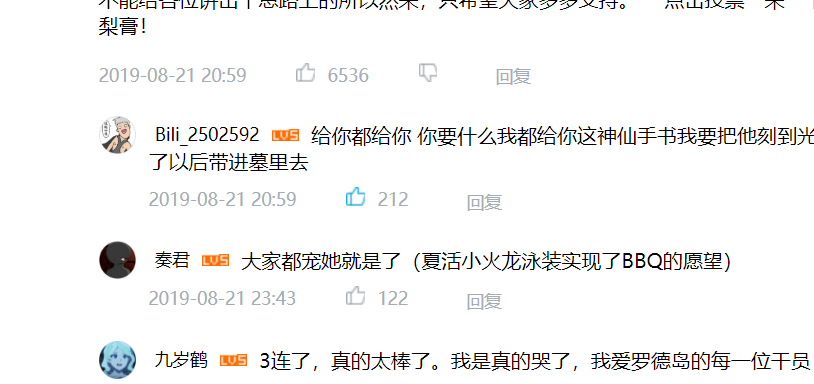 梨膏！
2019-08-21 20:59 6536 回复
Bili_2502592 LV5 给你都给你 你要什么我都给你这神仙手书我要把他刻到光
了以后带进墓里去
2019-08-21 20:59 212 回复
奏君 LV5 大家都宠她就是了（夏活小火龙泳装实现了BBQ的愿望）
2019-08-21 23:43 122 回复
九岁鹤 LV5 3连了，真的太棒了。我是真的哭了，我爱罗德岛的每一位干员